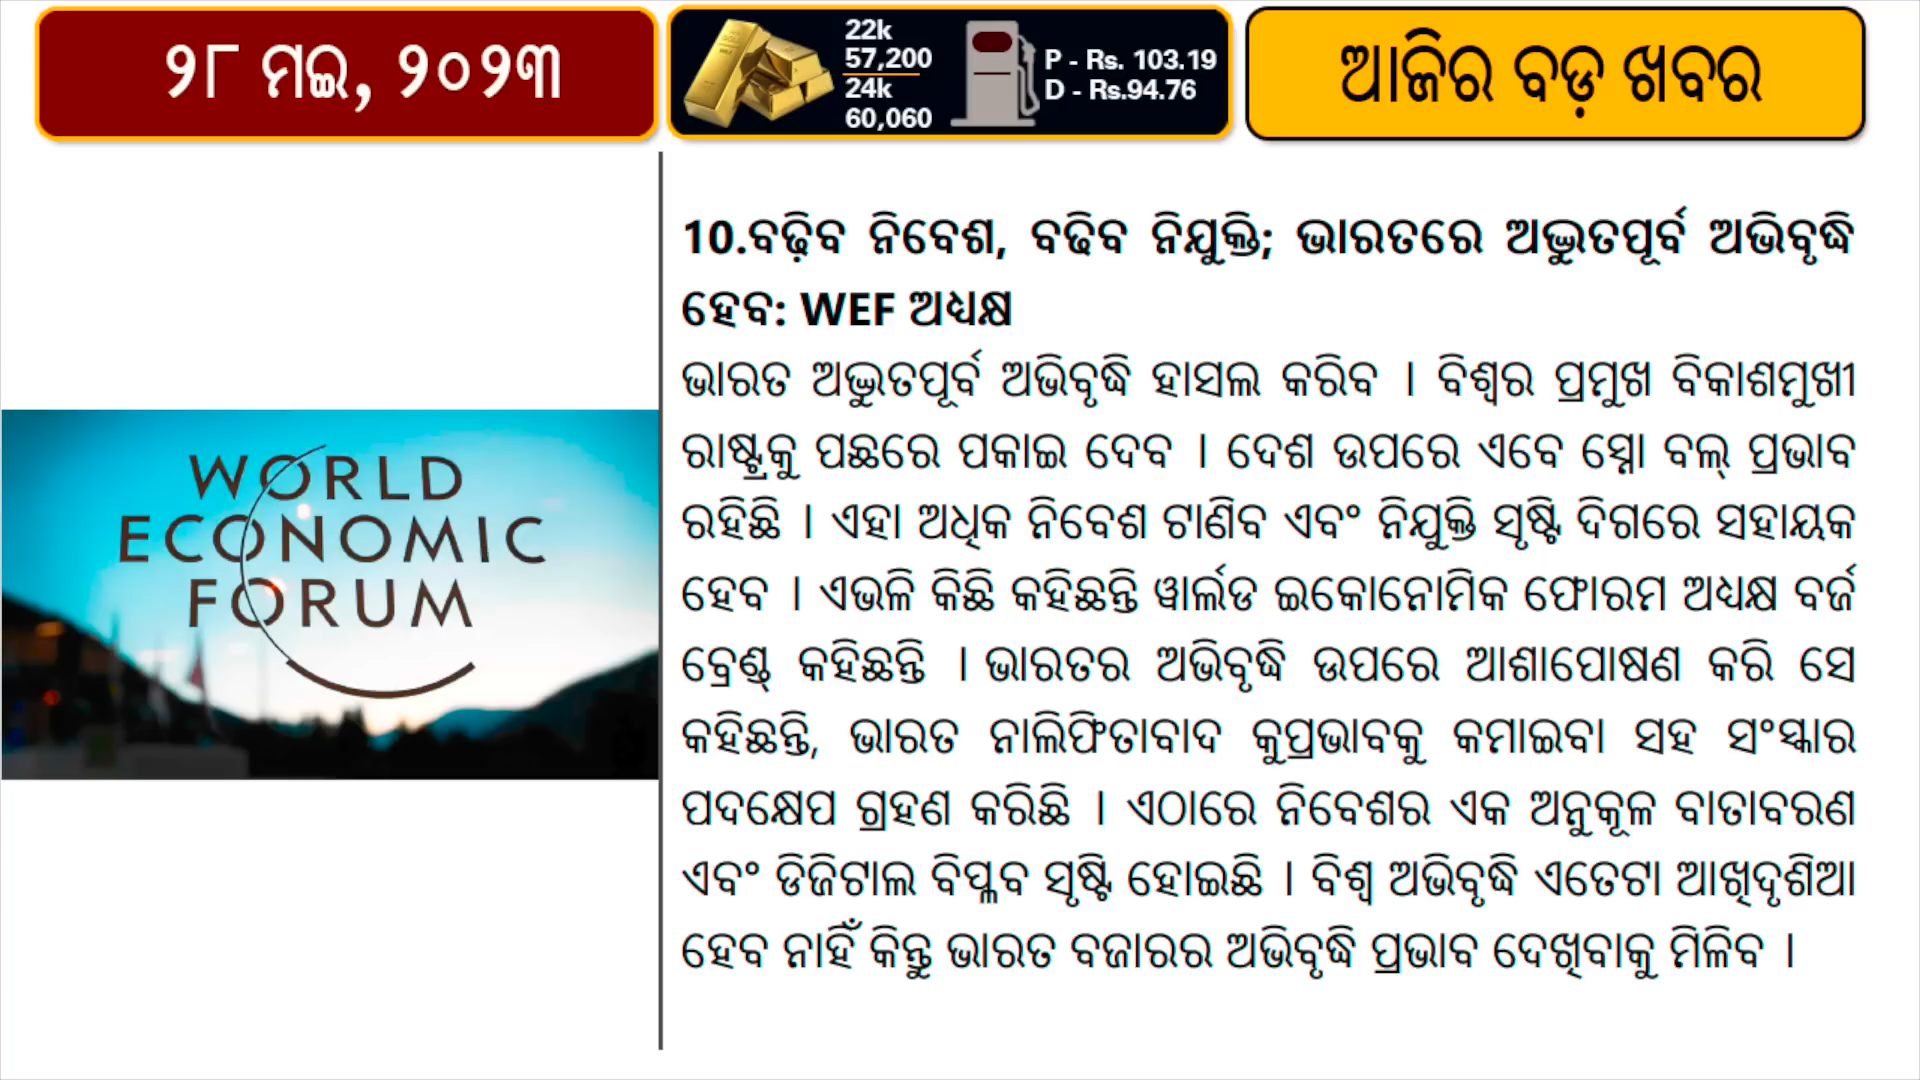 ୨୮ ମଇ, ୨୦୨୩
22k
57,200
24k
60,060
P - Rs. 103.19
D - Rs.94.76
ଆଜିର ବଡ଼ ଖବର
10.ବଢ଼ିବ ନିବେଶ, ବଢିବ ନିଯୁକ୍ତି; ଭାରତରେ ଅଦ୍ଭୁତପୂର୍ବ ଅଭିବୃଦ୍ଧି
ହେବ: WEF ଅଧ୍ୟକ୍ଷ
ଭାରତ ଅଦ୍ଭୁତପୂର୍ବ ଅଭିବୃଦ୍ଧି ହାସଲ କରିବ । ବିଶ୍ୱର ପ୍ରମୁଖ ବିକାଶମୁଖୀ
ରାଷ୍ଟ୍ରକୁ ପଛରେ ପକାଇ ଦେବ । ଦେଶ ଉପରେ ଏବେ ସ୍ନୋ ବଲ୍ ପ୍ରଭାବ
ରହିଛି । ଏହା ଅଧିକ ନିବେଶ ଟାଣିବ ଏବଂ ନିଯୁକ୍ତି ସୃଷ୍ଟି ଦିଗରେ ସହାୟକ
ହେବ । ଏଭଳି କିଛି କହିଛନ୍ତି ୱାର୍ଲଡ ଇକୋନୋମିକ ଫୋରମ ଅଧ୍ୟକ୍ଷ ବର୍ଜ
ବ୍ରେଣ୍ଡ୍ କହିଛନ୍ତି । ଭାରତର ଅଭିବୃଦ୍ଧି ଉପରେ ଆଶାପୋଷଣ କରି ସେ
କହିଛନ୍ତି, ଭାରତ ନାଲିଫିତାବାଦ କୁପ୍ରଭାବକୁ କମାଇବା ସହ ସଂସ୍କାର
ପଦକ୍ଷେପ ଗ୍ରହଣ କରିଛି । ଏଠାରେ ନିବେଶର ଏକ ଅନୁକୂଳ ବାତାବରଣ
ଏବଂ ଡିଜିଟାଲ ବିପ୍ଳବ ସୃଷ୍ଟି ହୋଇଛି । ବିଶ୍ୱ ଅଭିବୃଦ୍ଧି ଏତେଟା ଆଖିଦୃଶିଆ
ହେବ ନାହିଁ କିନ୍ତୁ ଭାରତ ବଜାରର ଅଭିବୃଦ୍ଧି ପ୍ରଭାବ ଦେଖିବାକୁ ମିଳିବ ।
WORLD
ECONOMIC
FORUM